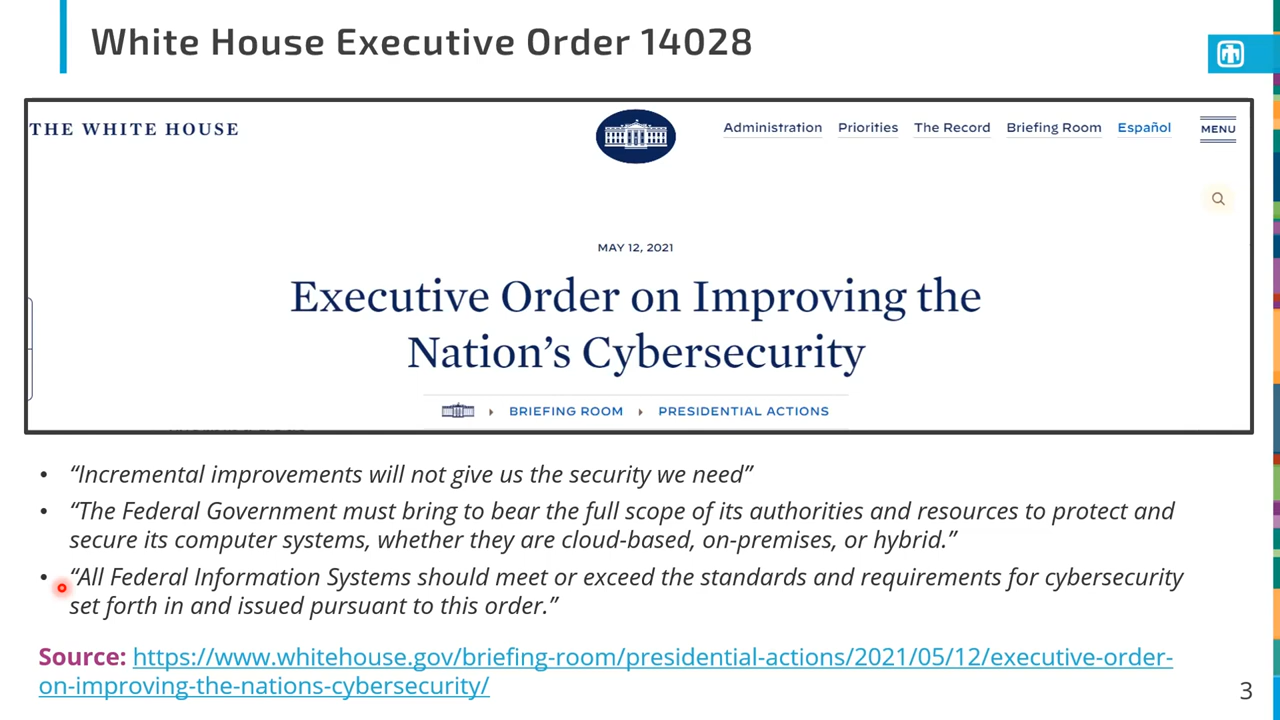 White House Executive Order 14028
THE WHITE HOUSE
Administration Priorities The Record Briefing Room Español MENU
MAY 12, 2021
Executive Order on Improving the
Nation’s Cybersecurity
BRIEFING ROOM PRESIDENTIAL ACTIONS
• “Incremental improvements will not give us the security we need”
• “The Federal Government must bring to bear the full scope of its authorities and resources to protect and
secure its computer systems, whether they are cloud-based, on-premises, or hybrid.”
• “All Federal Information Systems should meet or exceed the standards and requirements for cybersecurity
set forth in and issued pursuant to this order.”
Source: https://www.whitehouse.gov/briefing-room/presidential-actions/2021/05/12/executive-order-
on-improving-the-nations-cybersecurity/
3